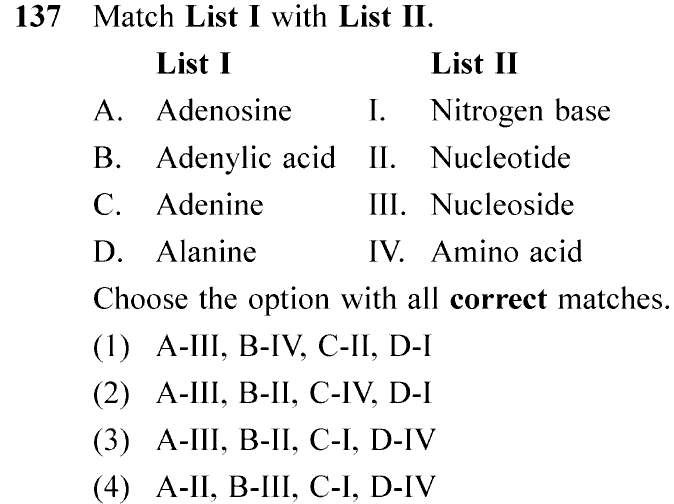 137 Match List I with List II.
List I List II
A. Adenosine I. Nitrogen base
B. Adenylic acid II. Nucleotide
C. Adenine III. Nucleoside
D. Alanine IV. Amino acid
Choose the option with all correct matches.
(1) A-III, B-IV, C-II, D-I
(2) A-III, B-II, C-IV, D-I
(3) A-III, B-II, C-I, D-IV
(4) A-II, B-III, C-I, D-IV